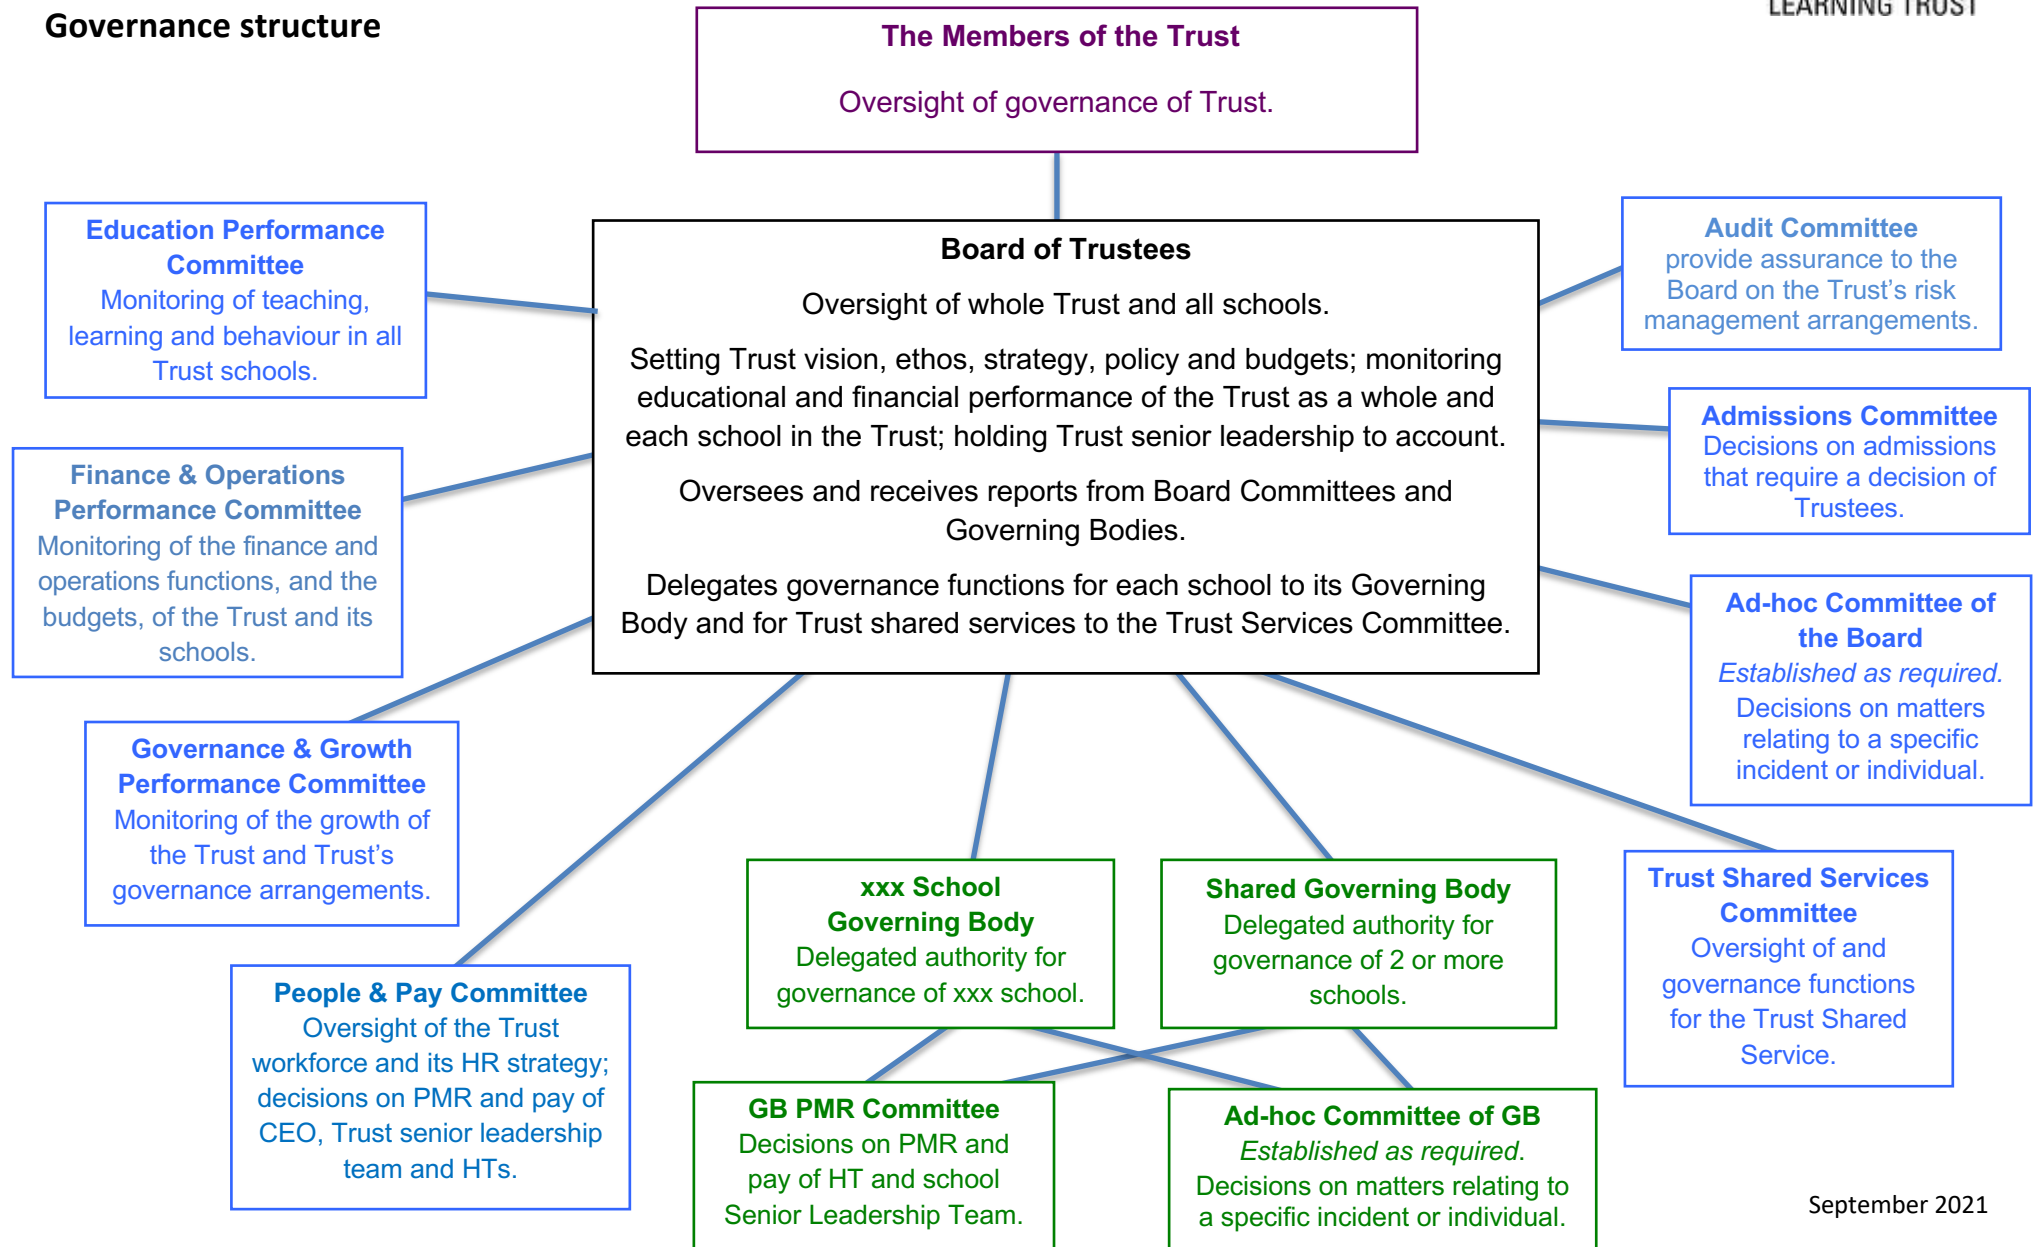 Governance structure
LEARNING TRUST
The Members of the Trust
Oversight of governance of Trust.
Education Performance
Committee
Monitoring of teaching,
learning and behaviour in all
Trust schools.
Board of Trustees
Oversight of whole Trust and all schools.
Setting Trust vision, ethos, strategy, policy and budgets; monitoring
educational and financial performance of the Trust as a whole and
each school in the Trust; holding Trust senior leadership to account.
Oversees and receives reports from Board Committees and
Governing Bodies.
Delegates governance functions for each school to its Governing
Body and for Trust shared services to the Trust Services Committee.
Audit Committee
provide assurance to the
Board on the Trust's risk
management arrangements.
Admissions Committee
Decisions on admissions
that require a decision of
Trustees.
Finance & Operations
Performance Committee
Monitoring of the finance and
operations functions, and the
budgets, of the Trust and its
schools.
Ad-hoc Committee of
the Board
Established as required.
Decisions on matters
relating to a specific
incident or individual.
Governance & Growth
Performance Committee
Monitoring of the growth of
the Trust and Trust's
governance arrangements.
xxx School
Governing Body
Delegated authority for
governance of xxx school.
Shared Governing Body
Delegated authority for
governance of 2 or more
schools.
Trust Shared Services
Committee
Oversight of and
governance functions
for the Trust Shared
Service.
People & Pay Committee
Oversight of the Trust
workforce and its HR strategy;
decisions on PMR and pay of
CEO, Trust senior leadership
team and HTs.
GB PMR Committee
Decisions on PMR and
pay of HT and school
Senior Leadership Team.
Ad-hoc Committee of GB
Established as required.
Decisions on matters relating to
a specific incident or individual.
September 2021